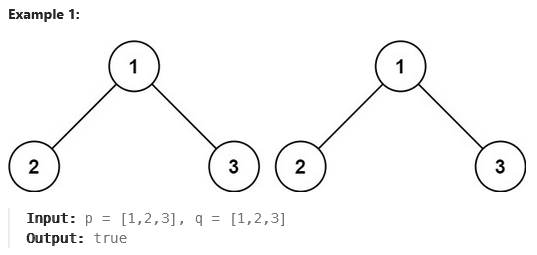 Example 1:
1 1
2 3 2 3
Input: p = [1,2,3], q = [1,2,3]
Output: true